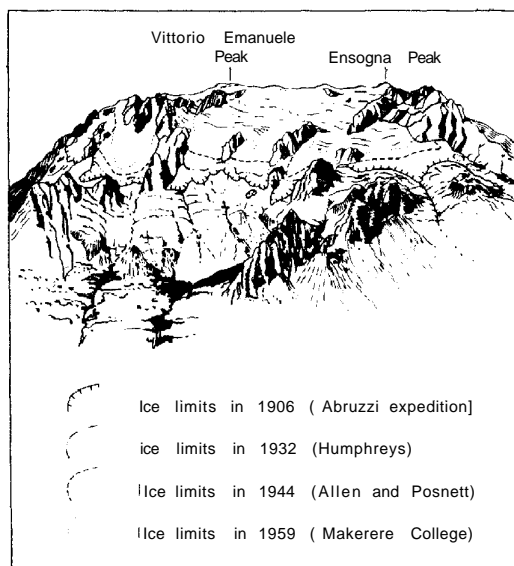 Vittorio Emanuele
Peak
Ensogna Peak
Ice limits in 1906 ( Abruzzi expedition]
ice limits in 1932 (Humphreys)
Ice limits in 1944 (Allen and Posnett)
Ice limits in 1959 ( Makerere College)